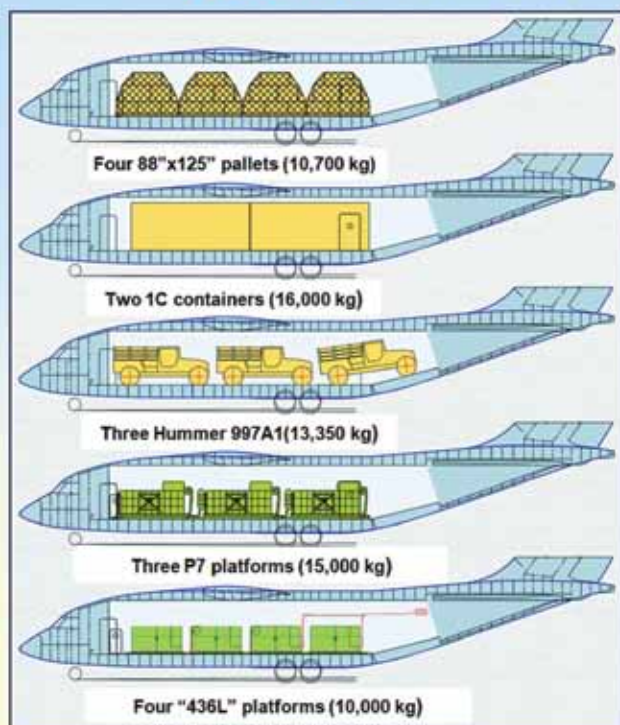 Four 88”x125” pallets (10,700 kg)
Two 1C containers (16,000 kg)
Three Hummer 997A1(13,350 kg)
Three P7 platforms (15,000 kg)
Four “436L” platforms (10,000 kg)